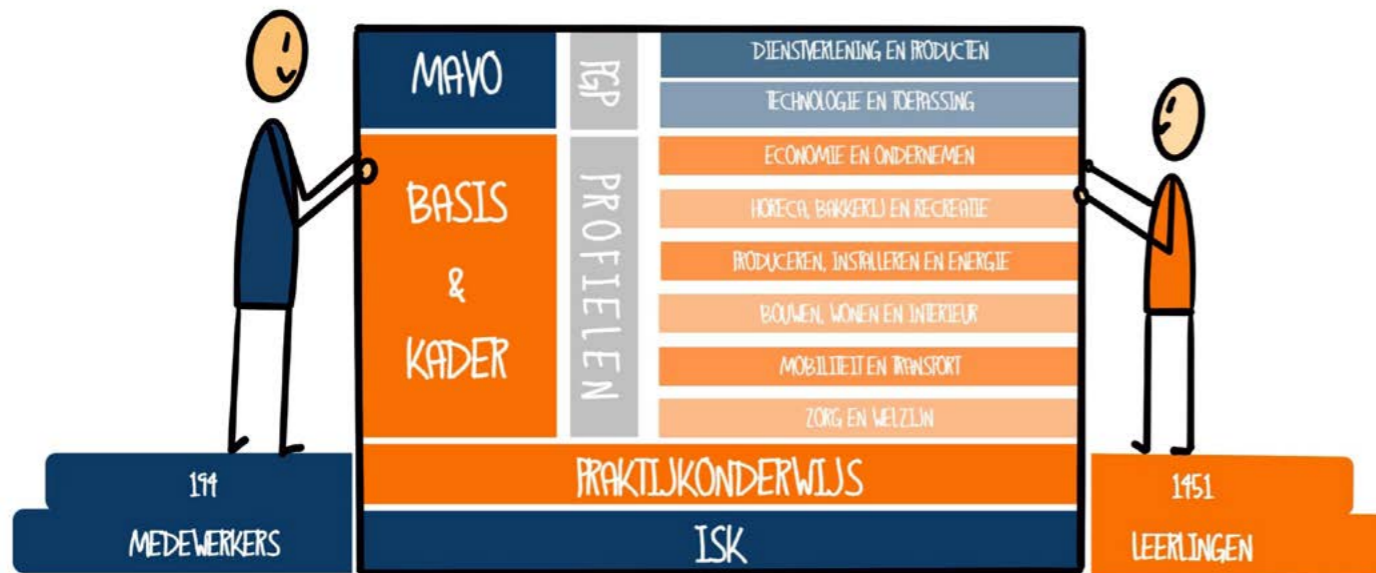 MAVO
PGP
DIENSTVERLENING EN PRODUCTEN
TECHNOLOGIE EN TOEPASSING
BASIS
&
KADER
PROFIELEN
ECONOMIE EN ONDERNEMEN
HORECA, BAKKERIJ EN RECREATIE
PRODUCEREN, INSTALLEREN EN ENERGIE
BOUWEN, WONEN EN INTERIEUR
MOBILITEIT EN TRANSPORT
ZORG EN WELZIJN
PRAKTIJKONDERWIJS
ISK
194
MEDEWERKERS
1451
LEERLINGEN